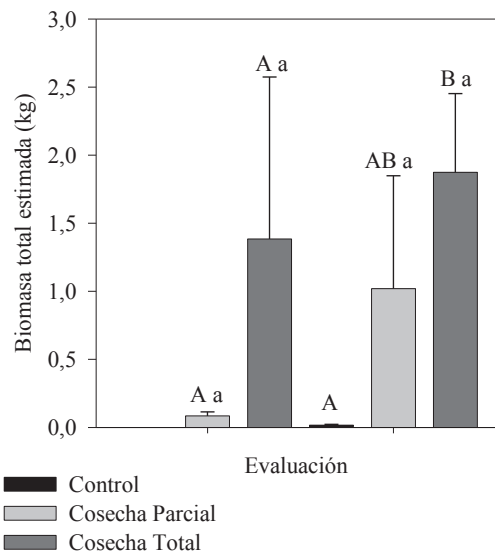 Biomasa total estimada (kg)
3,0
2,5
2,0
1,5
1,0
0,5
0,0
A a
A a
A
AB a
B a
Evaluación
Control
Cosecha Parcial
Cosecha Total